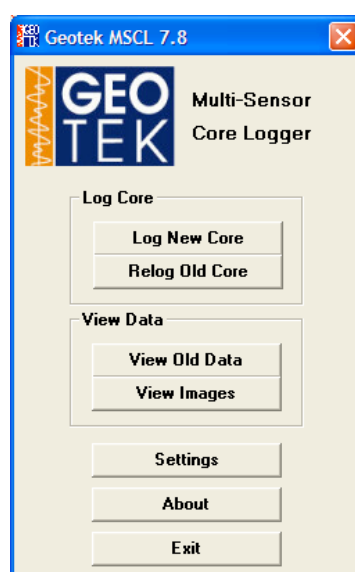 Geotek MSCL 7.8
GEO
TEK
Multi-Sensor
Core Logger
Log Core
Log New Core
Relog Old Core
View Data
View Old Data
View Images
Settings
About
Exit